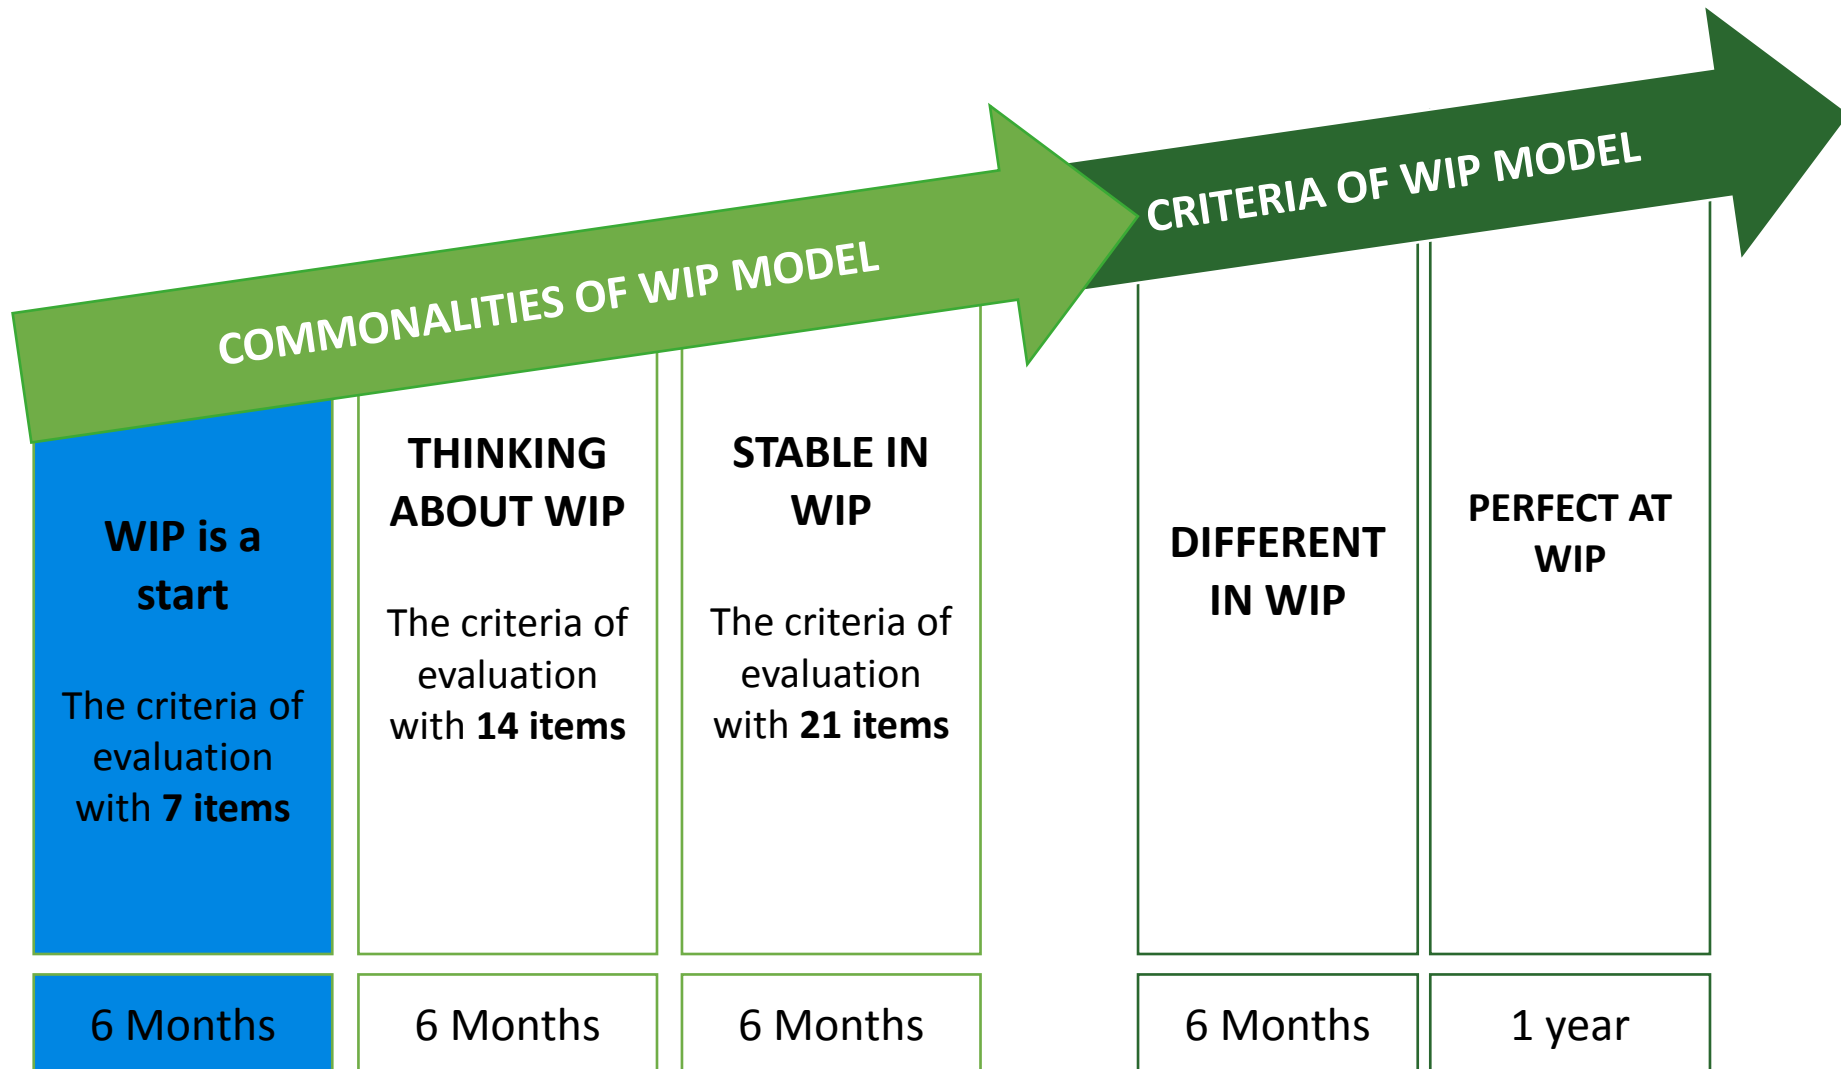 COMMONALITIES OF WIP MODEL
CRITERIA OF WIP MODEL
WIP is a
start
The criteria of
evaluation
with 7 items
THINKING
ABOUT WIP
The criteria of
evaluation
with 14 items
STABLE IN
WIP
The criteria of
evaluation
with 21 items
DIFFERENT
IN WIP
PERFECT AT
WIP
6 Months
6 Months
6 Months
6 Months
1 year